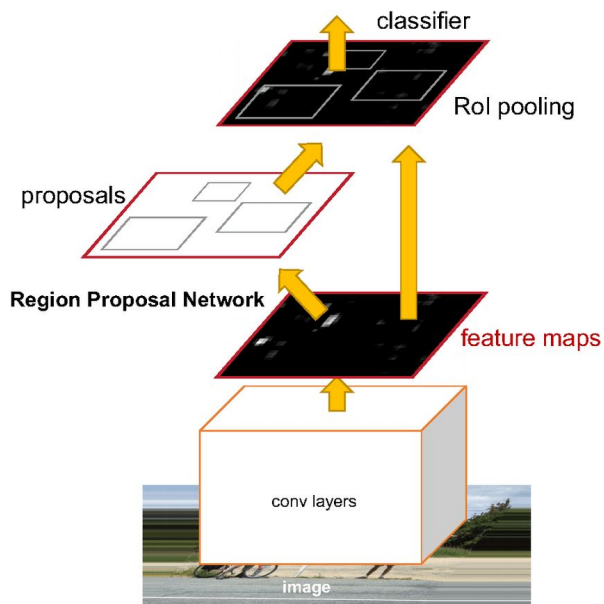 classifier
RoI pooling
proposals
Region Proposal Network
feature maps
conv layers
image